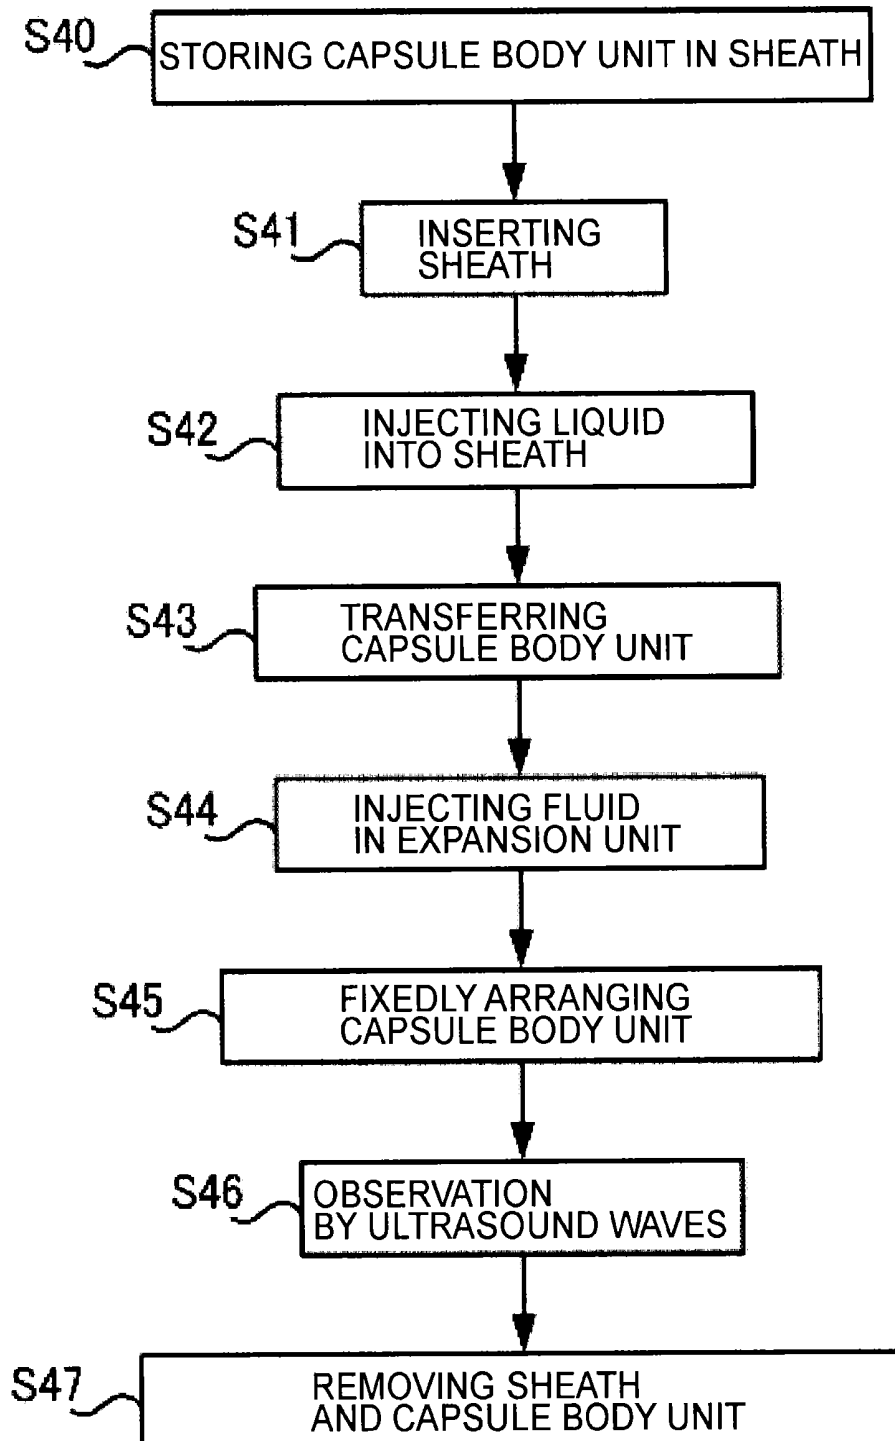 S40
STORING CAPSULE BODY UNIT IN SHEATH
S41
INSERTING
SHEATH
S42
INJECTING LIQUID
INTO SHEATH
S43
TRANSFERRING
CAPSULE BODY UNIT
S44
INJECTING FLUID
IN EXPANSION UNIT
S45
FIXEDLY ARRANGING
CAPSULE BODY UNIT
S46
OBSERVATION
BY ULTRASOUND WAVES
S47
REMOVING SHEATH
AND CAPSULE BODY UNIT